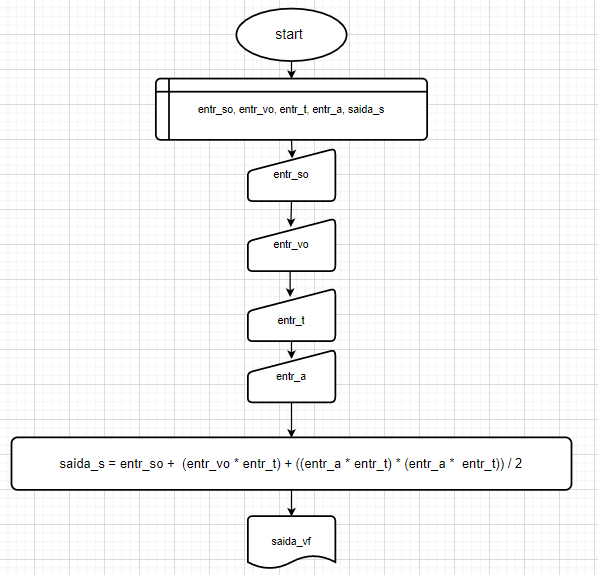 start
entr_so, entr_vo, entr_t, entr_a, saida_s
entr_so
entr_vo
entr_t
entr_a
saida_s = entr_so + (entr_vo * entr_t) + ((entr_a * entr_t) * (entr_a * entr_t)) / 2
saida_vf